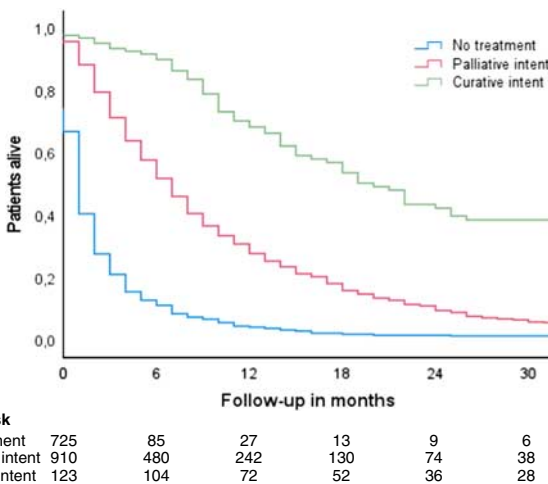 1,0
No treatment
Palliative intent
Curative intent
0,8
0,6
0,4
0,2
0,0
Patients alive
0 6 12 18 24 30
Follow-up in months
sk
ment 725 85 27 13 9 6
intent 910 480 242 130 74 38
ntent 123 104 72 52 36 28